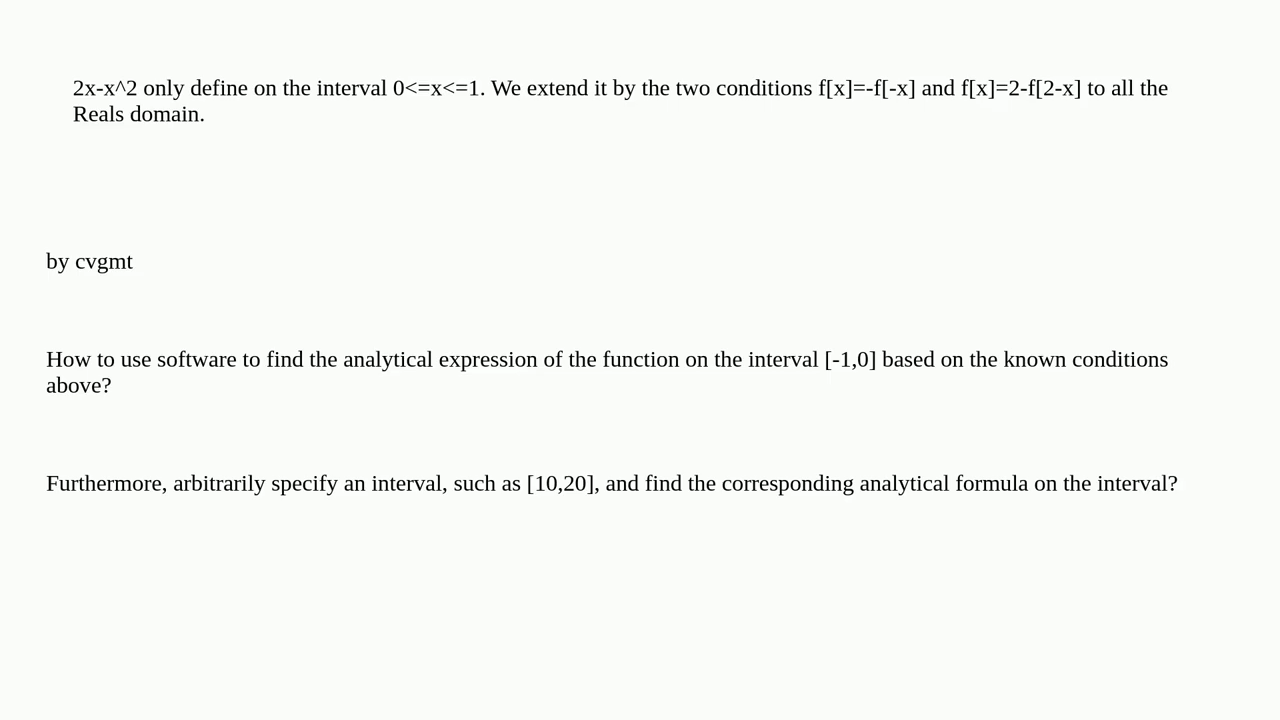 2x-x^2 only define on the interval 0<=x<=1. We extend it by the two conditions f[x]=-f[-x] and f[x]=2-f[2-x] to all the
Reals domain.
by cvgmt
How to use software to find the analytical expression of the function on the interval [-1,0] based on the known conditions
above?
Furthermore, arbitrarily specify an interval, such as [10,20], and find the corresponding analytical formula on the interval?